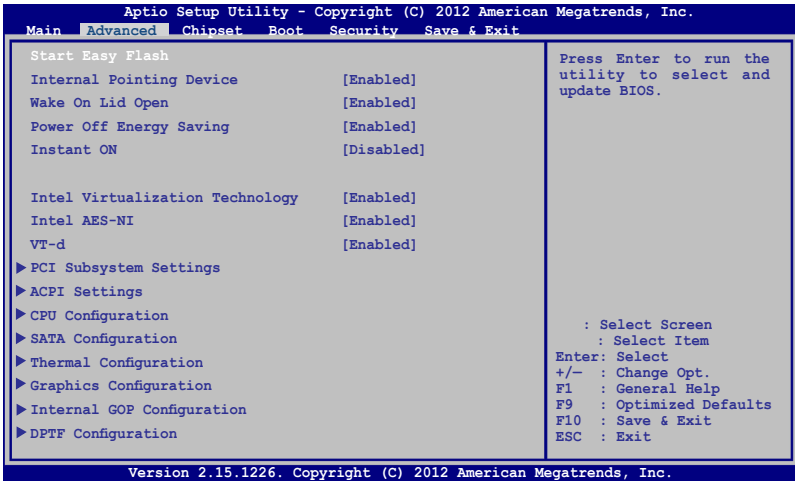 Aptio Setup Utility - Copyright (C) 2012 American Megatrends, Inc.
Main Advanced Chipset Boot Security Save & Exit
Start Easy Flash
Internal Pointing Device [Enabled]
Wake On Lid Open [Enabled]
Power Off Energy Saving [Enabled]
Instant ON [Disabled]
Intel Virtualization Technology [Enabled]
Intel AES-NI [Enabled]
VT-d [Enabled]
PCI Subsystem Settings
ACPI Settings
CPU Configuration
SATA Configuration
Thermal Configuration
Graphics Configuration
Internal GOP Configuration
DPTF Configuration
Press Enter to run the
utility to select and
update BIOS.
: Select Screen
: Select Item
Enter: Select
+/— : Change Opt.
F1 : General Help
F9 : Optimized Defaults
F10 : Save & Exit
ESC : Exit
Version 2.15.1226. Copyright (C) 2012 American Megatrends, Inc.